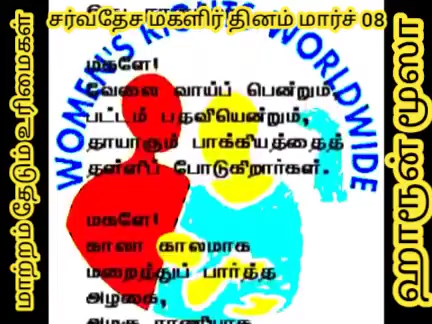 சர்வதேச மகளிர் தினம் மார்ச் 08
மாற்றம்தேடும்உரிமைகள்
ஹாரூன் மூஸா
WOMEN'S RIGHTS WORLDWIDE
மகளே!
வேலை வாய்ப் பென்றும்,
பட்டம் பதவியென்றும்,
தாயாகும் பாக்கியத்தைத்
தள்ளிப் போடுகிறார்கள்.
மகளே!
காலா காலமாக
மறைத்துப் பார்த்த
அழகை,